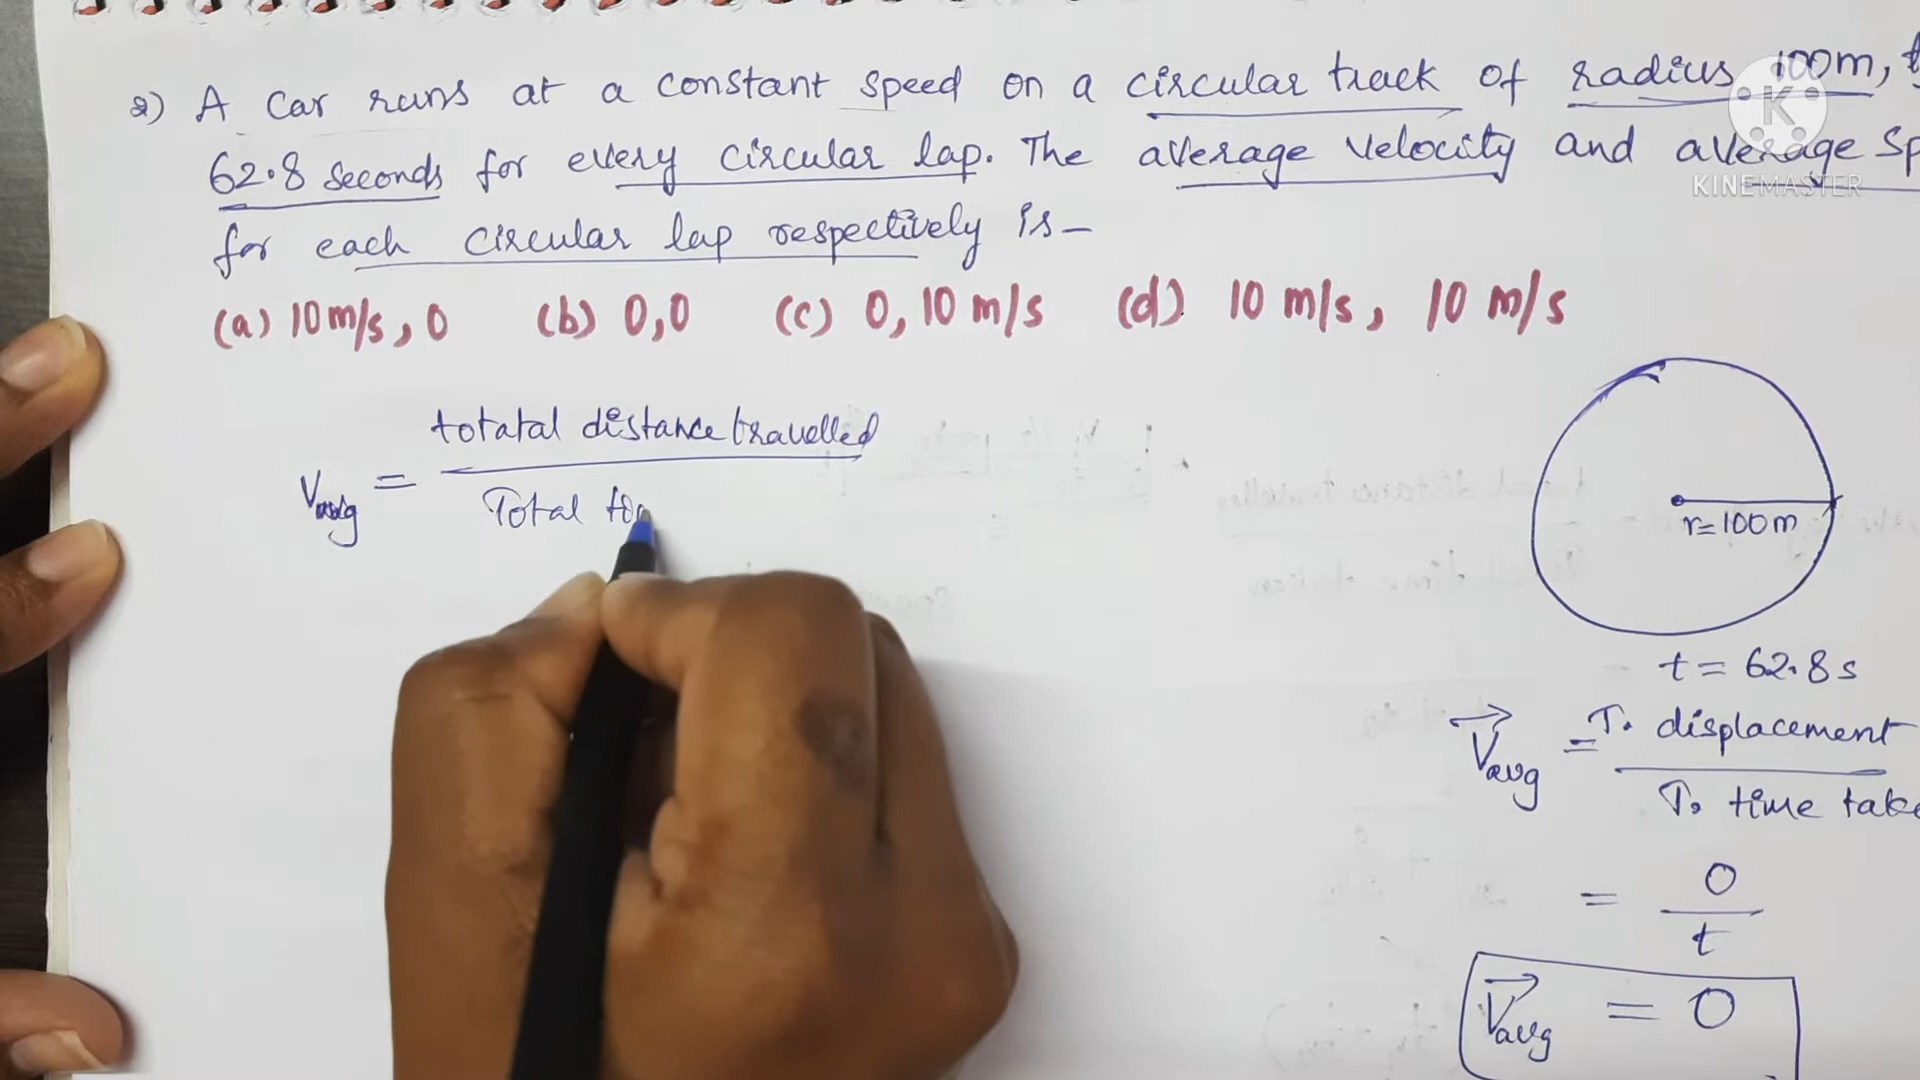 2) A car runs at a constant speed on a circular track of radius 100m,
62.8 seconds for every circular lap. The average velocity and average
for each circular lap respectively is-
(a) 10m/s, 0 (b) 0,0 (c) 0, 10 m/s (d) 10 m/s, 10 m/s
totatal distance travelled
Vavg =
Total
r=100m
t = 62.8s
Vavg = T. displacement
T. time
= 0
t
Vavg = 0
K
KINEMASTER